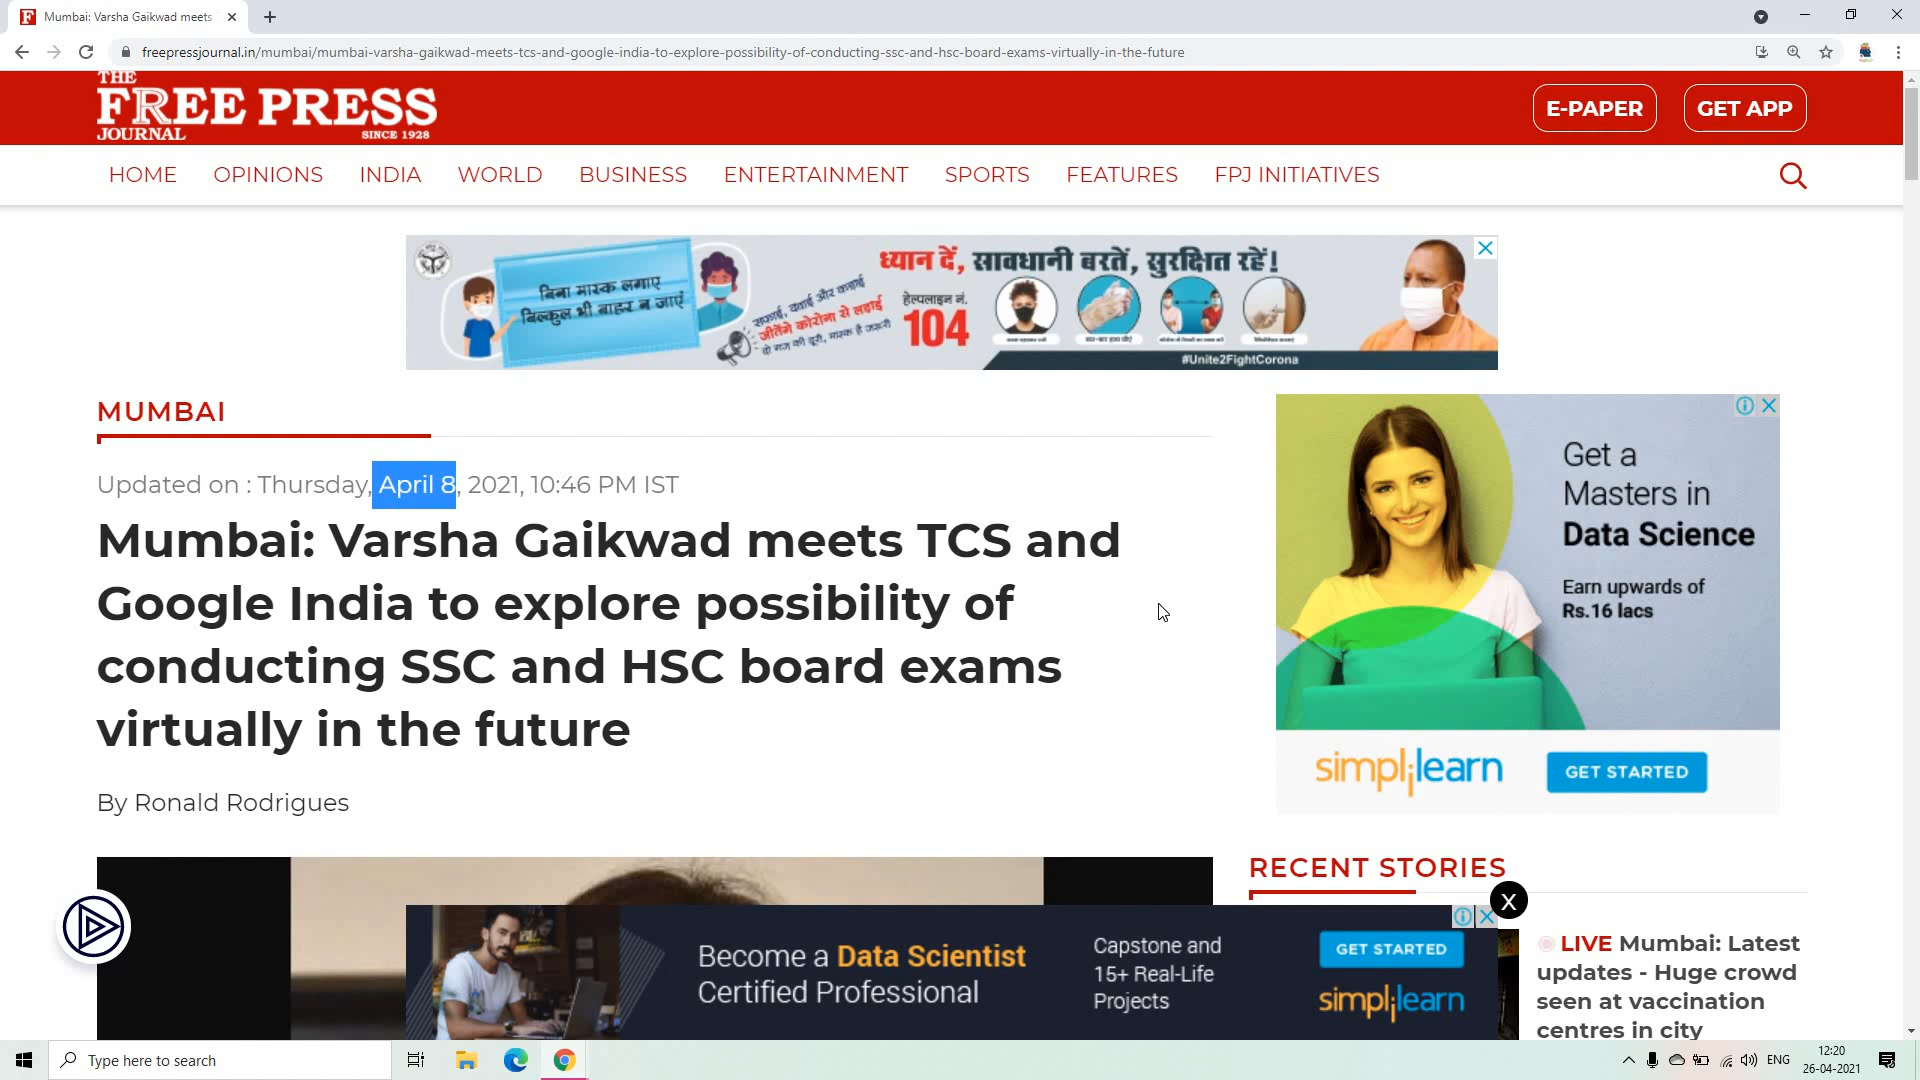 Mumbai: Varsha Gaikwad meets
freepressjournal.in/mumbai/mumbai-varsha-gaikwad-meets-tcs-and-google-india-to-explore-possibility-of-conducting-ssc-and-hsc-board-exams-virtually-in-the-future
THE
FREE PRESS
JOURNAL
SINCE 1928
E-PAPER
GET APP
HOME OPINIONS INDIA WORLD BUSINESS ENTERTAINMENT SPORTS FEATURES FPJ INITIATIVES
बिना मास्क लगाए
बिल्कुल भी बाहर न जाएं
सफाई, दवाई और कड़ाई
जीतेंगे कोरोना से लड़ाई
दो गज की दूरी, मास्क है जरूरी
ध्यान दें, सावधानी बरतें, सुरक्षित रहें!
हेल्पलाइन नं.
104
#Unite2FightCorona
MUMBAI
Updated on : Thursday, April 8, 2021, 10:46 PM IST
Mumbai: Varsha Gaikwad meets TCS and
Google India to explore possibility of
conducting SSC and HSC board exams
virtually in the future
By Ronald Rodrigues
Get a
Masters in
Data Science
Earn upwards of
Rs.16 lacs
simplilearn
GET STARTED
RECENT STORIES
X
LIVE Mumbai: Latest
updates - Huge crowd
seen at vaccination
centres in city
Become a Data Scientist
Certified Professional
Capstone and
15+ Real-Life
Projects
GET STARTED
simplilearn
Type here to search
ENG
12:20
26-04-2021